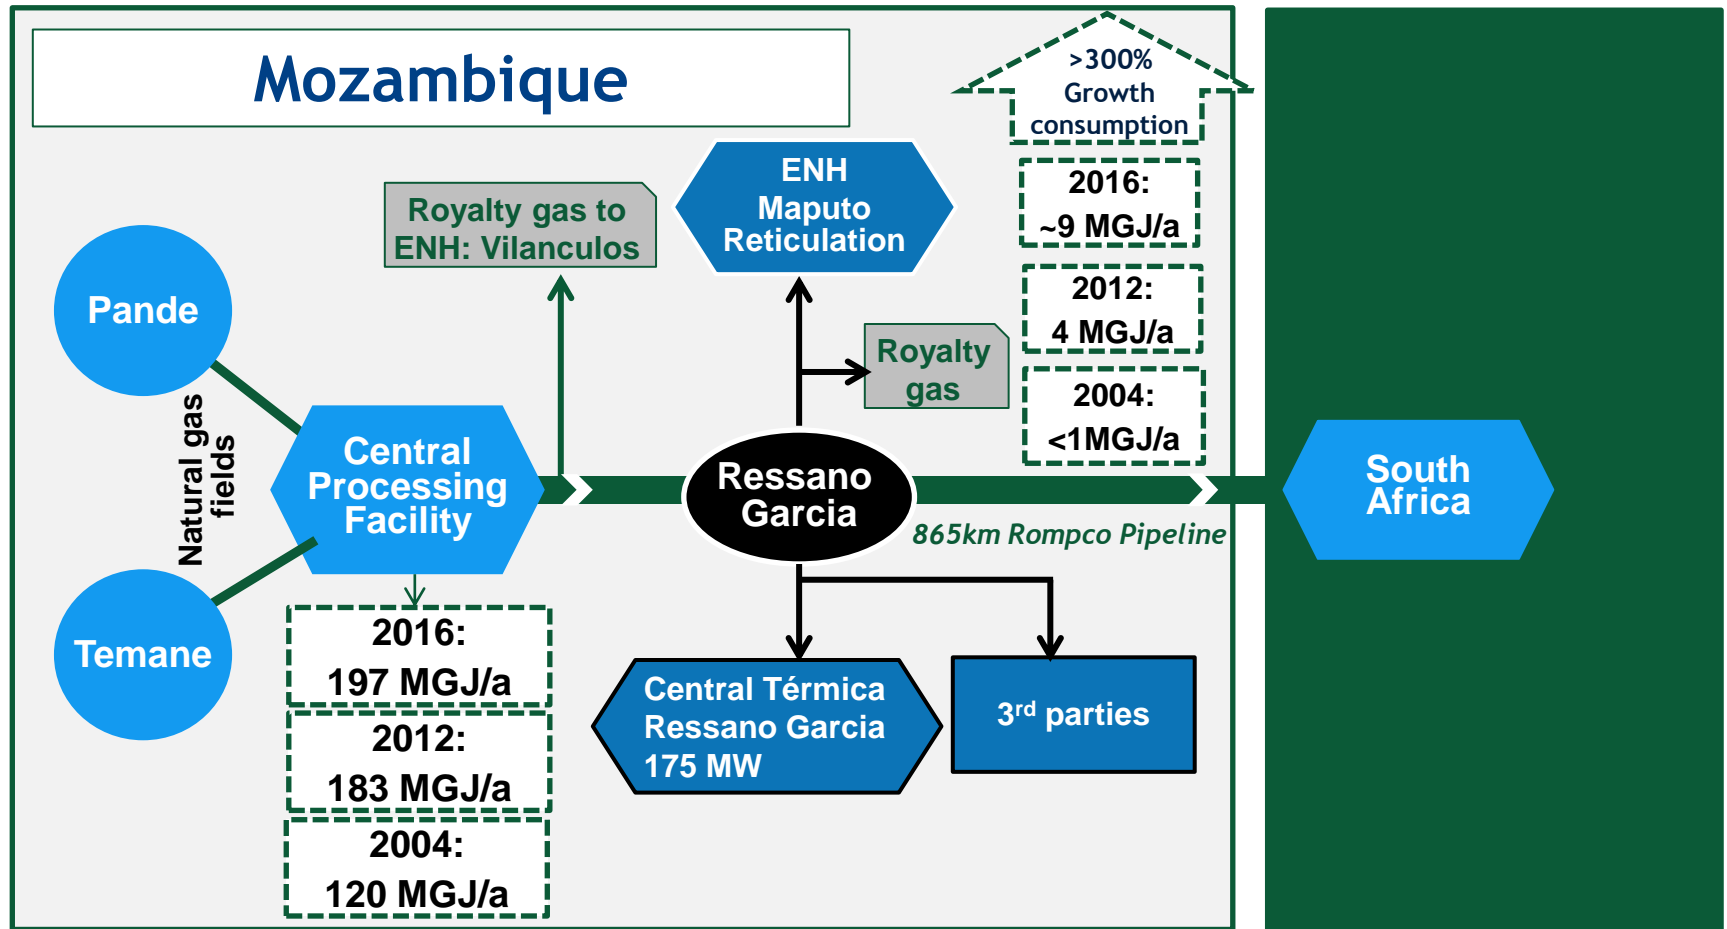 Mozambique
>300%
Growth
consumption
2016:
~9 MGJ/a
2012:
4 MGJ/a
2004:
<1MGJ/a
ENH
Maputo
Reticulation
Royalty gas to
ENH: Vilanculos
Royalty
gas
Pande
Natural gas
fields
Temane
Central
Processing
Facility
Ressano
Garcia
865km Rompco Pipeline
South
Africa
2016:
197 MGJ/a
2012:
183 MGJ/a
2004:
120 MGJ/a
Central Térmica
Ressano Garcia
175 MW
3rd parties